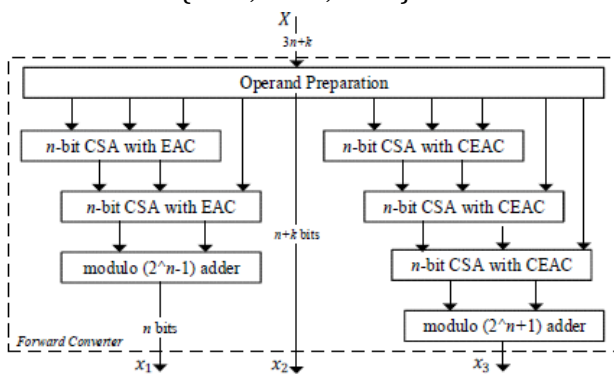 X
3n+k
Operand Preparation
n-bit CSA with EAC
n-bit CSA with CEAC
n-bit CSA with EAC
n-bit CSA with CEAC
n+k bits
modulo (2^n-1) adder
n-bit CSA with CEAC
n bits
modulo (2^n+1) adder
Forward Converter
x₁
x₂
x₃